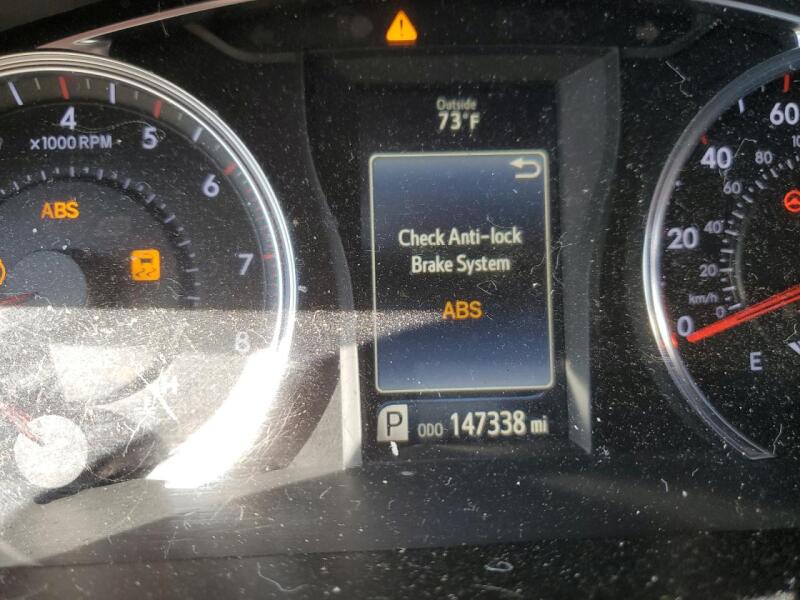 Outside
73°F
4
5
x1000 RPM
6
7
8
ABS
Check Anti-lock
Brake System
ABS
P ODO 147338 mi
60
40
20
0
80
60
40
20
0
km/h
E